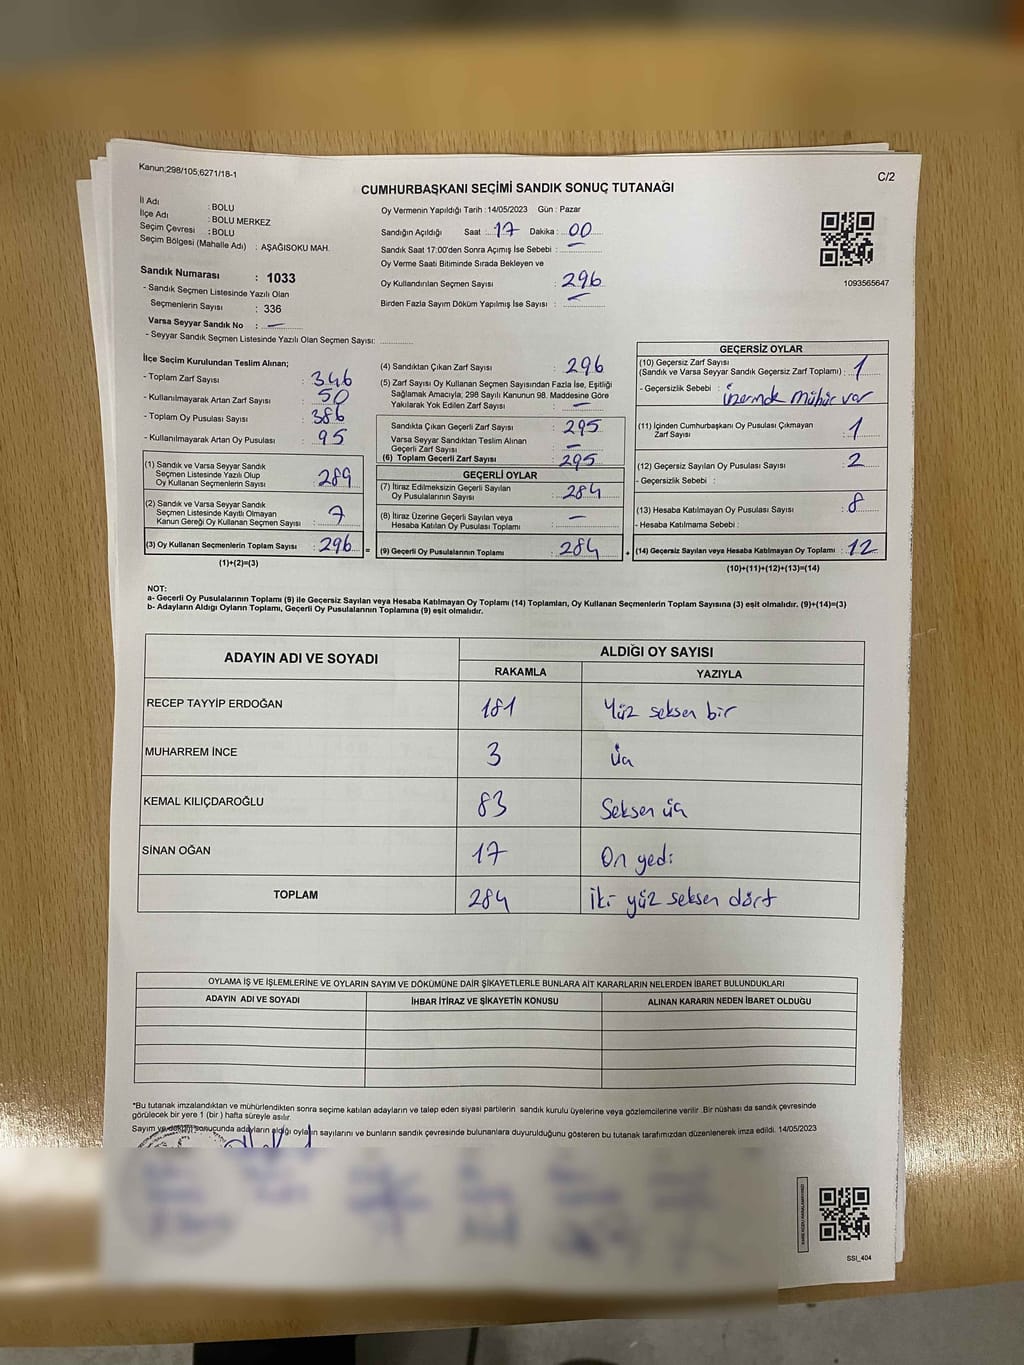 Kanun;298/105,6271/18-1
C/2
CUMHURBAŞKANI SEÇİMİ SANDIK SONUÇ TUTANAĞI
İl Adı : BOLU
İlçe Adı : BOLU MERKEZ
Seçim Çevresi : BOLU
Seçim Bölgesi (Mahalle Adı) : AŞAĞISOKU MAH.
Sandık Numarası : 1033
- Sandık Seçmen Listesinde Yazılı Olan
Seçmenlerin Sayısı : 336
Varsa Seyyar Sandık No : —
- Seyyar Sandık Seçmen Listesinde Yazılı Olan Seçmen Sayısı:
Oy Vermenin Yapıldığı Tarih : 14/05/2023 Gün : Pazar
Sandığın Açıldığı Saat : 17 Dakika : 00
Sandık Saat 17:00'den Sonra Açımış İse Sebebi : —
Oy Verme Saati Bitiminde Sırada Bekleyen ve
Oy Kullandırılan Seçmen Sayısı : 296
Birden Fazla Sayım Döküm Yapılmış İse Sayısı : —
1093565647
İlçe Seçim Kurulundan Teslim Alınan;
- Toplam Zarf Sayısı : 346
- Kullanılmayarak Artan Zarf Sayısı : 50
- Toplam Oy Pusulası Sayısı : 386
- Kullanılmayarak Artan Oy Pusulası : 95
(1) Sandık ve Varsa Seyyar Sandık
Seçmen Listesinde Yazılı Olup
Oy Kullanan Seçmenlerin Sayısı : 289
(2) Sandık ve Varsa Seyyar Sandık
Seçmen Listesinde Kayıtlı Olmayan
Kanun Gereği Oy Kullanan Seçmen Sayısı : 7
(3) Oy Kullanan Seçmenlerin Toplam Sayısı : 296 =
(1)+(2)=(3)
(4) Sandıktan Çıkan Zarf Sayısı : 296
(5) Zarf Sayısı Oy Kullanan Seçmen Sayısından Fazla İse, Eşitliği
Sağlamak Amacıyla, 298 Sayılı Kanunun 98. Maddesine Göre
Yakılarak Yok Edilen Zarf Sayısı : —
Sandıkta Çıkan Geçerli Zarf Sayısı : 295
Varsa Seyyar Sandıktan Teslim Alınan
Geçerli Zarf Sayısı : —
(6) Toplam Geçerli Zarf Sayısı : 295
GEÇERLİ OYLAR
(7) İtiraz Edilmeksizin Geçerli Sayılan
Oy Pusulalarının Sayısı : 284
(8) İtiraz Üzerine Geçerli Sayılan veya
Hesaba Katılan Oy Pusulası Toplamı : —
(9) Geçerli Oy Pusulalarının Toplamı : 284 +
GEÇERSİZ OYLAR
(10) Geçersiz Zarf Sayısı
(Sandık ve Varsa Seyyar Sandık Geçersiz Zarf Toplamı) : 1
- Geçersizlik Sebebi : üzerinde mühür var
(11) İçinden Cumhurbaşkanı Oy Pusulası Çıkmayan
Zarf Sayısı : 1
(12) Geçersiz Sayılan Oy Pusulası Sayısı : 2
- Geçersizlik Sebebi :
(13) Hesaba Katılmayan Oy Pusulası Sayısı : 8
- Hesaba Katılmama Sebebi :
(14) Geçersiz Sayılan veya Hesaba Katılmayan Oy Toplamı : 12
(10)+(11)+(12)+(13)=(14)
NOT:
a- Geçerli Oy Pusulalarının Toplamı (9) ile Geçersiz Sayılan veya Hesaba Katılmayan Oy Toplamı (14) Toplamları, Oy Kullanan Seçmenlerin Toplam Sayısına (3) eşit olmalıdır. (9)+(14)=(3)
b- Adayların Aldığı Oyların Toplamı, Geçerli Oy Pusulalarının Toplamına (9) eşit olmalıdır.
ADAYIN ADI VE SOYADI ALDIĞI OY SAYISI
RAKAMLA YAZIYLA
RECEP TAYYİP ERDOĞAN 181 Yüz seksen bir
MUHARREM İNCE 3 Üç
KEMAL KILIÇDAROĞLU 83 Seksen üç
SİNAN OĞAN 17 On yedi
TOPLAM 284 iki yüz seksen dört
OYLAMA İŞ VE İŞLEMLERİNE VE OYLARIN SAYIM VE DÖKÜMÜNE DAİR ŞİKAYETLERLE BUNLARA AİT KARARLARIN NELERDEN İBARET BULUNDUKLARI
ADAYIN ADI VE SOYADI İHBAR İTİRAZ VE ŞİKAYETİN KONUSU ALINAN KARARIN NEDEN İBARET OLDUĞU
*Bu tutanak imzalandıktan ve mühürlendikten sonra seçime katılan adayların ve talep eden siyasi partilerin sandık kurulu üyelerine veya gözlemcilerine verilir .Bir nüshası da sandık çevresinde
görülecek bir yere 1 (bir ) hafta süreyle asılır.
Sayım ve döküm sonucunda adayların aldığı oyların sayılarını ve bunların sandık çevresinde bulunanlara duyurulduğunu gösteren bu tutanak tarafımızdan düzenlenerek imza edildi. 14/05/2023
SSI_404